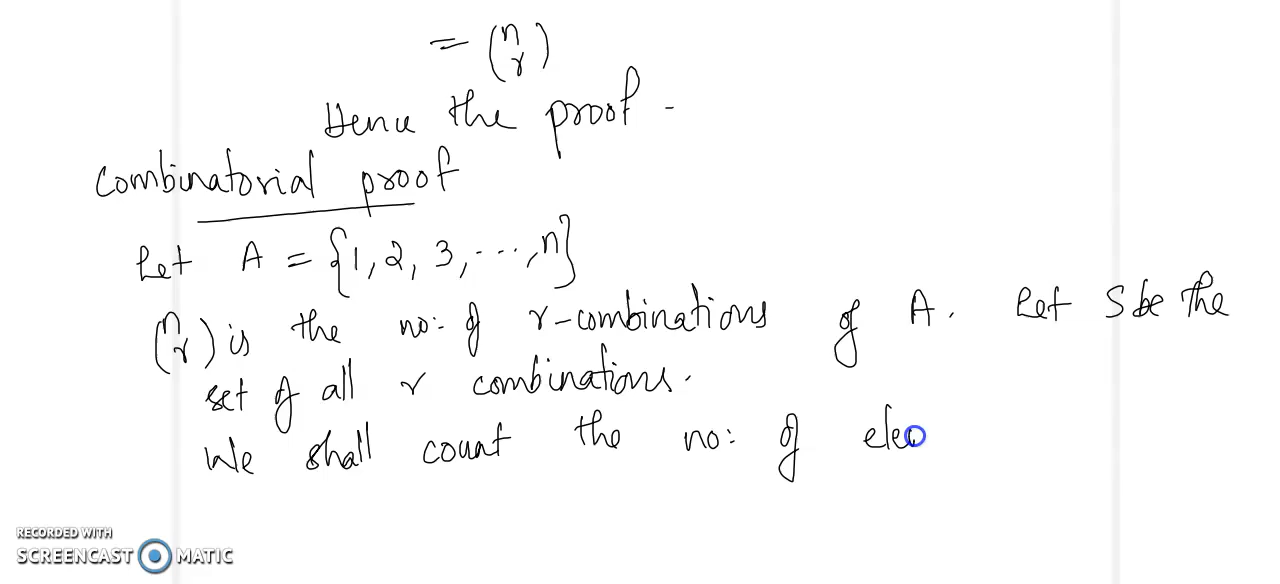 = (n r)
Hence the prof.
Combinatorial proof
Let A = {1, 2, 3, ..., n}
(n r) is the no: of r-combinations of A. Let S be the
set of all r combinations.
We shall count the no: of ele
RECORDED WITH
SCREENCAST MATIC